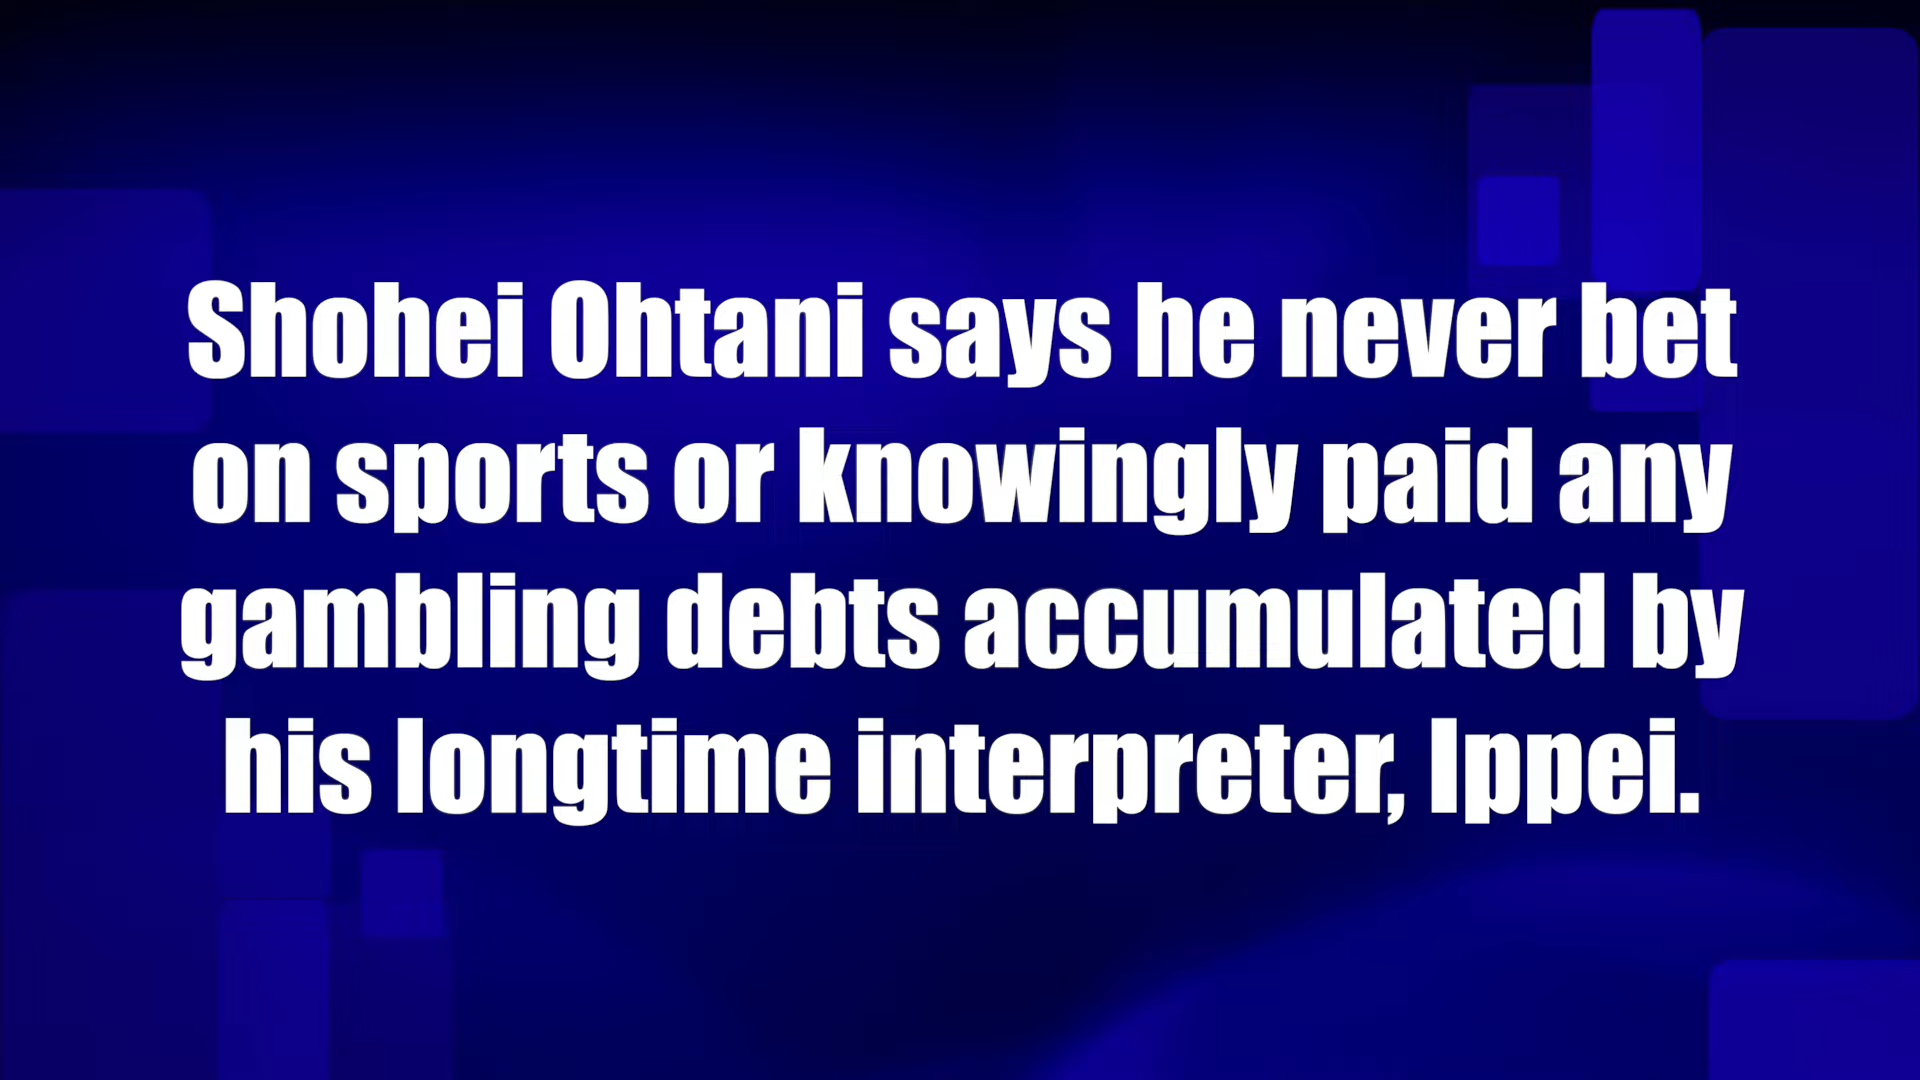 Shohei Ohtani says he never bet
on sports or knowingly paid any
gambling debts accumulated by
his longtime interpreter, Ippei.